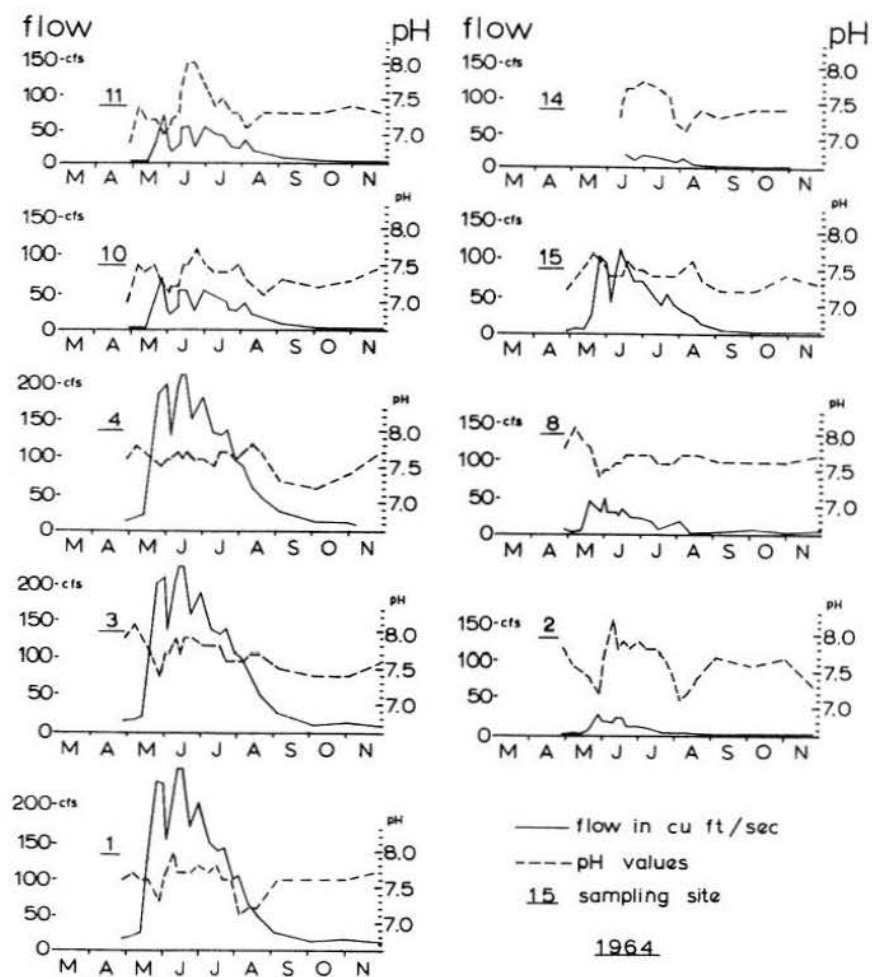 flow pH flow pH
150-cfs 8.0 150-cfs 8.0
11 14
100- 7.5 100- 7.5
50- 7.0 50- 7.0
0 0
M A M J J A S O N M A M J J A S O N
150-cfs pH 150-cfs pH
8.0 8.0
10 15
100- 7.5 100- 7.5
50- 7.0 50- 7.0
0 0
M A M J J A S O N M A M J J A S O N
200-cfs
150- 150-cfs
4 8.0 8 8.0
100- 7.5 100- 7.5
50- 7.0 50- 7.0
0 0
M A M J J A S O N M A M J J A S O N
200-cfs pH pH
150- 150-cfs
3 8.0 2 8.0
100- 7.5 100- 7.5
50- 7.0 50- 7.0
0 0
M A M J J A S O N M A M J J A S O N
200-cfs pH
150-
1 8.0
100- 7.5
50- 7.0
0
M A M J J A S O N
flow in cu ft/sec
pH values
15 sampling site
1964